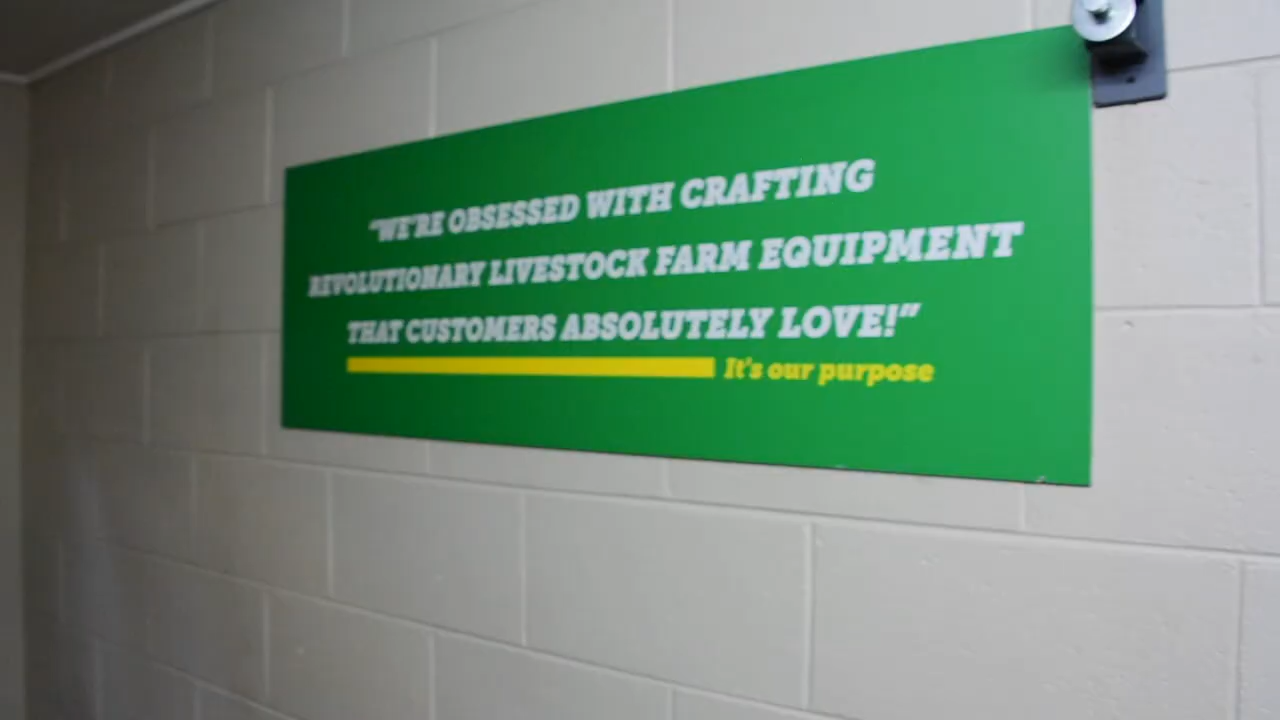 "WE'RE OBSESSED WITH CRAFTING
REVOLUTIONARY LIVESTOCK FARM EQUIPMENT
THAT CUSTOMERS ABSOLUTELY LOVE!"
It's our purpose